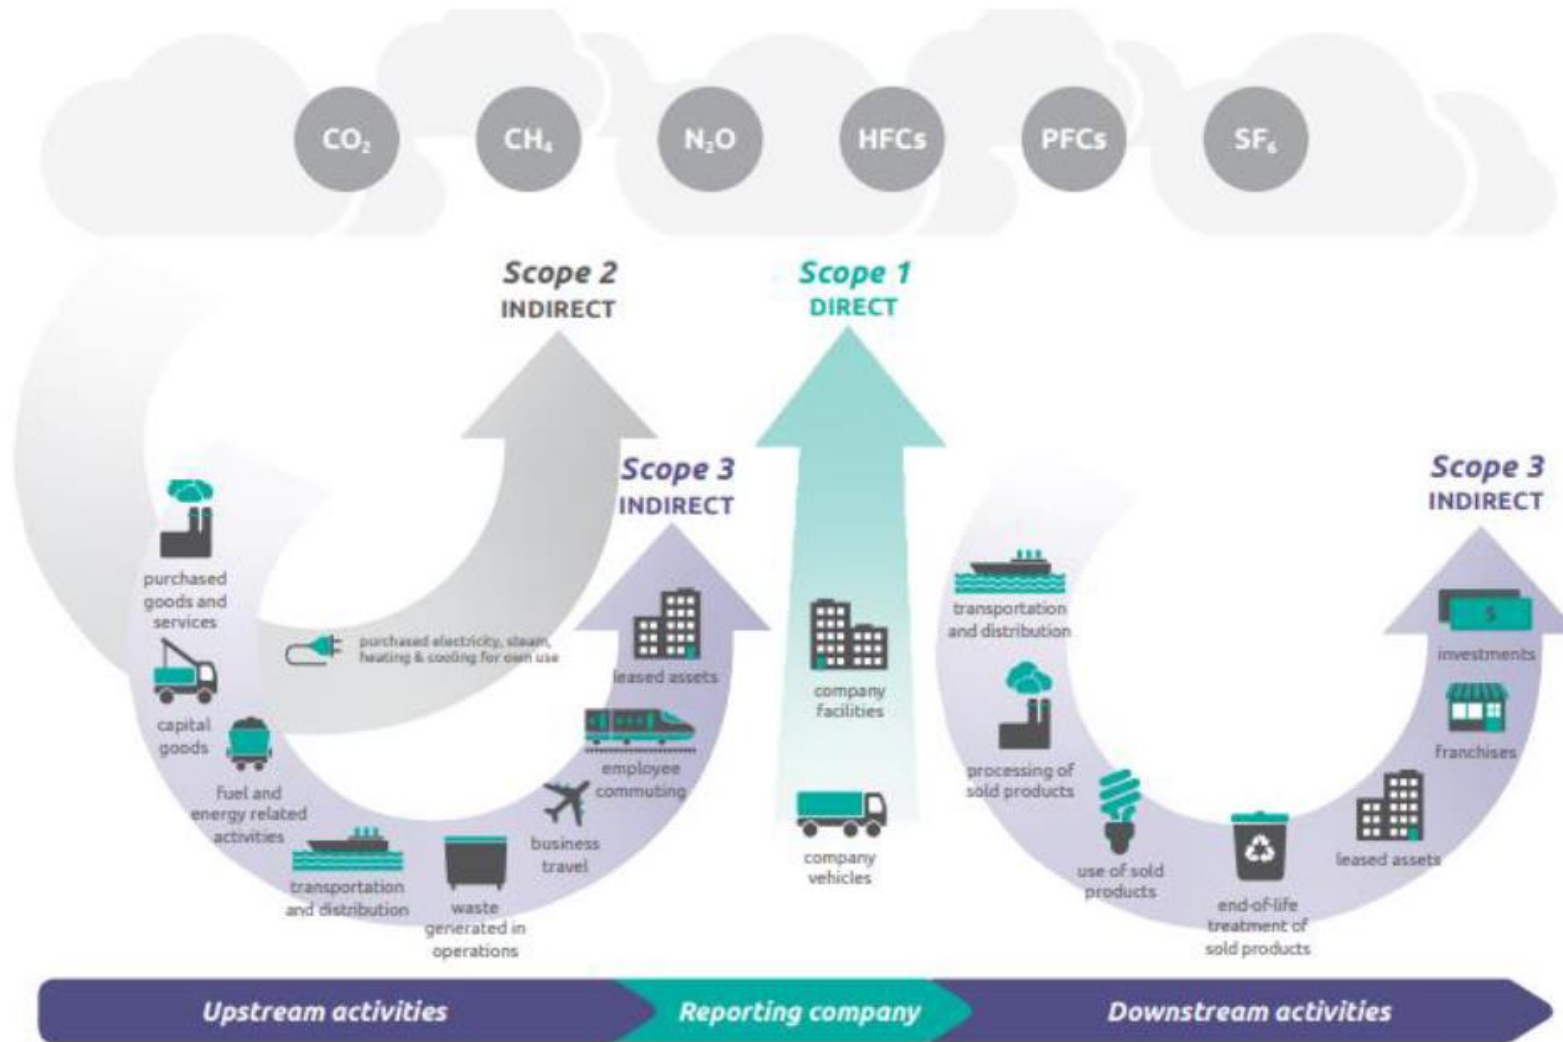 CO₂
CH₄
N₂O
HFCs
PFCs
SF₆
Scope 2
INDIRECT
Scope 1
DIRECT
Scope 3
INDIRECT
Scope 3
INDIRECT
purchased
goods and
services
capital
goods
fuel and
energy related
activities
transportation
and distribution
waste
generated in
operations
business
travel
employee
commuting
leased assets
purchased electricity, steam,
heating & cooling for own use
company
facilities
company
vehicles
transportation
and distribution
processing of
sold products
use of sold
products
end-of-life
treatment of
sold products
leased assets
franchises
investments
$
Upstream activities
Reporting company
Downstream activities